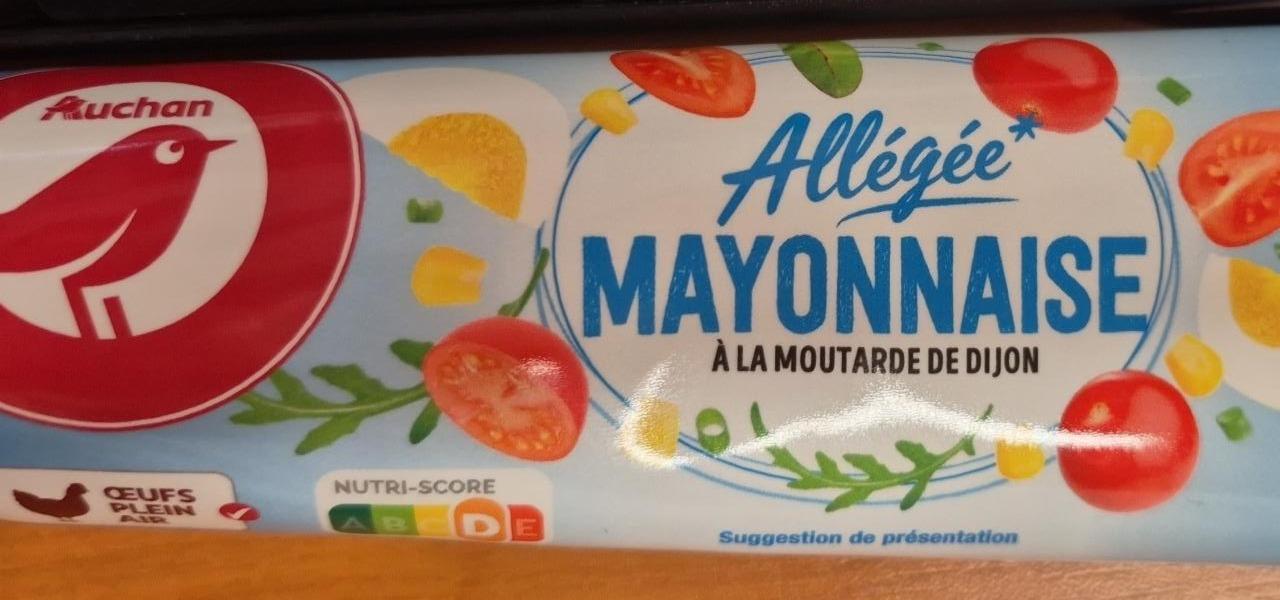 Auchan
Allégée*
MAYONNAISE
À LA MOUTARDE DE DIJON
ŒUFS
PLEIN
AIR
NUTRI-SCORE
A B C D E
Suggestion de présentation